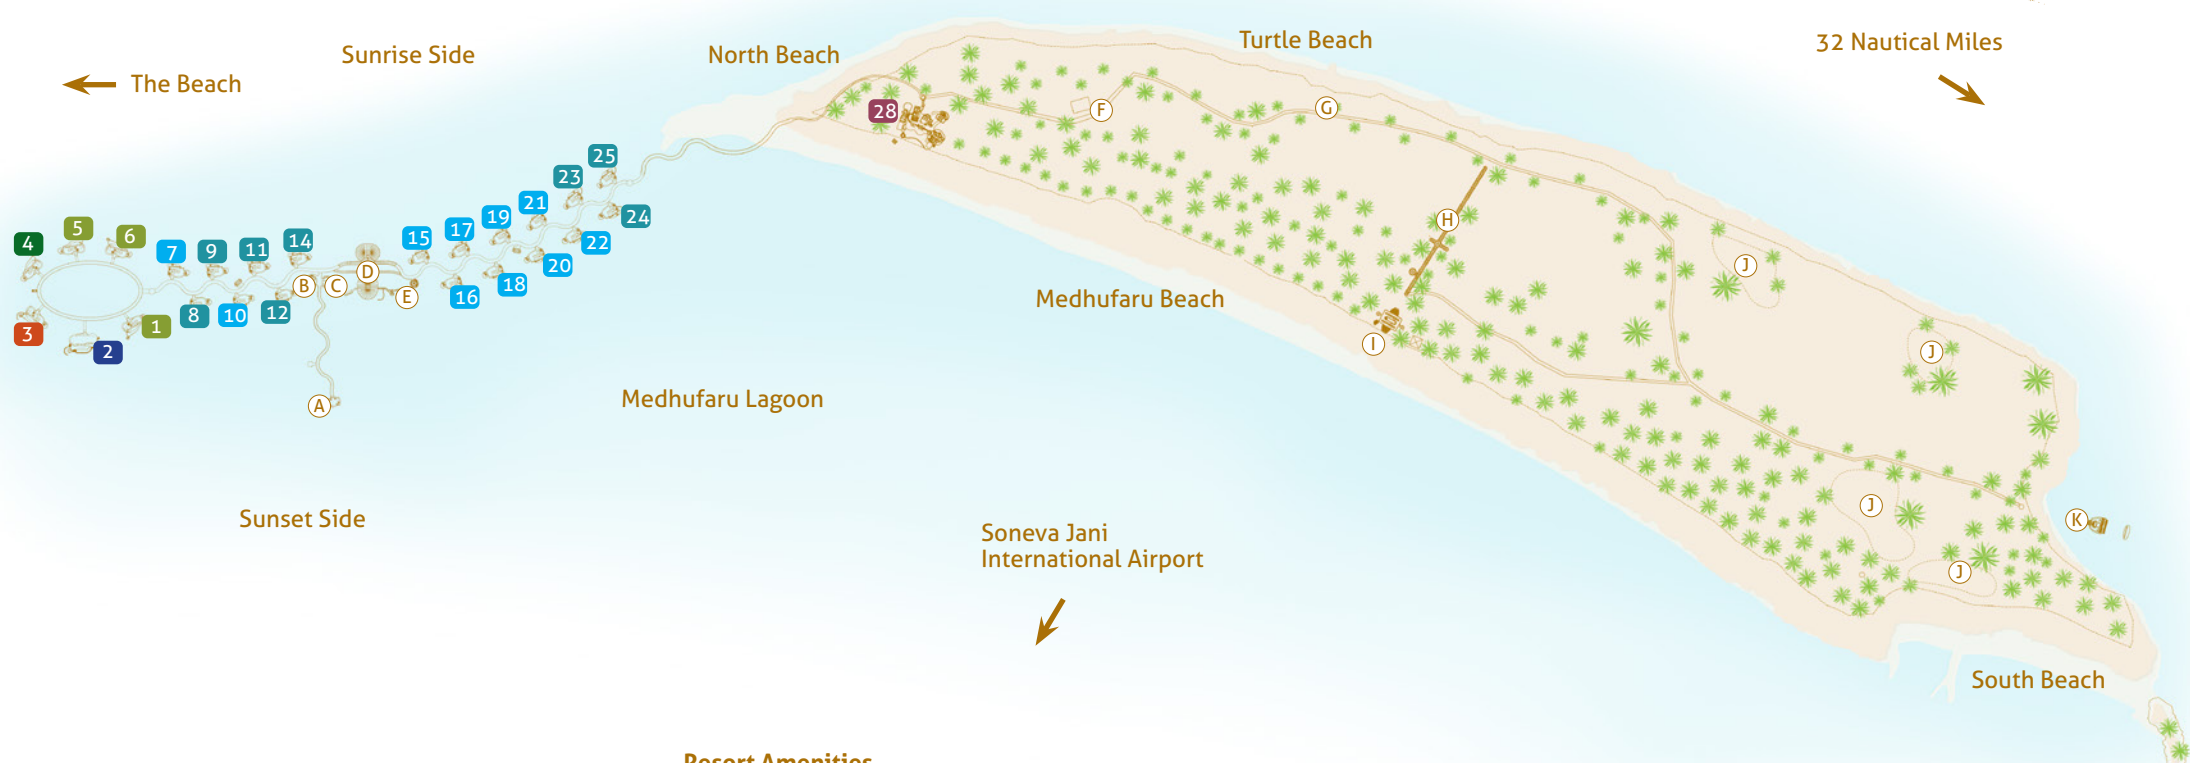 Sunrise Side
North Beach
Turtle Beach
32 Nautical Miles
The Beach
28
F
G
25
23
24
21
19
17
15
22
20
18
16
H
4
5
6
7
9
11
14
D
B
C
E
8
10
12
3
2
1
A
J
Medhufaru Beach
I
J
Medhufaru Lagoon
Sunset Side
J
K
Soneva Jani
International Airport
J
South Beach
Resort Amenities